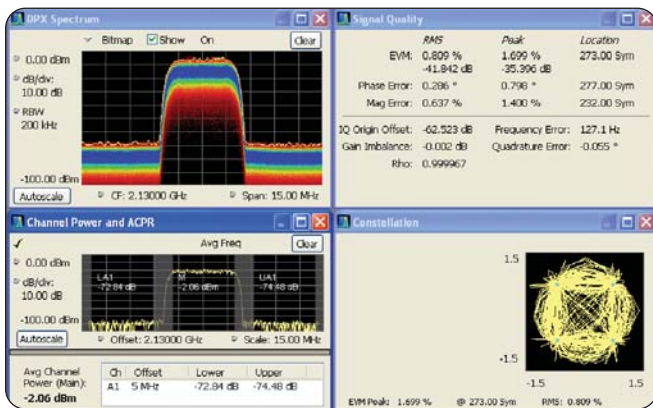 DPX Spectrum
Bitmap Show On Clear
0.00 dBm
dB/div:
10.00 dB
RBW
200 kHz
-100.00 dBm
Autoscale CF: 2.13000 GHz Span: 15.00 MHz
Signal Quality
RMS Peak Location
EVM: 0.809 % 1.699 % 273.00 Sym
-41.842 dB -35.396 dB
Phase Error: 0.286 ° 0.798 ° 277.00 Sym
Mag Error: 0.637 % 1.400 % 232.00 Sym
IQ Origin Offset: -62.523 dB Frequency Error: 127.1 Hz
Gain Imbalance: -0.002 dB Quadrature Error: -0.055 °
Rho: 0.999967
Channel Power and ACPR
Avg Freq Clear
0.00 dBm
dB/div:
10.00 dB
-100.00 dBm
LA1 M UA1
-72.84 dB -2.06 dBm -74.48 dB
Autoscale Offset: 2.13000 GHz Scale: 15.00 MHz
Avg Channel
Power (Main):
-2.06 dBm
Ch Offset Lower Upper
A1 5 MHz -72.84 dB -74.48 dB
Constellation
1.5
-1.5
-1.5 1.5
EVM Peak: 1.699 % @ 273.00 Sym RMS: 0.809 %